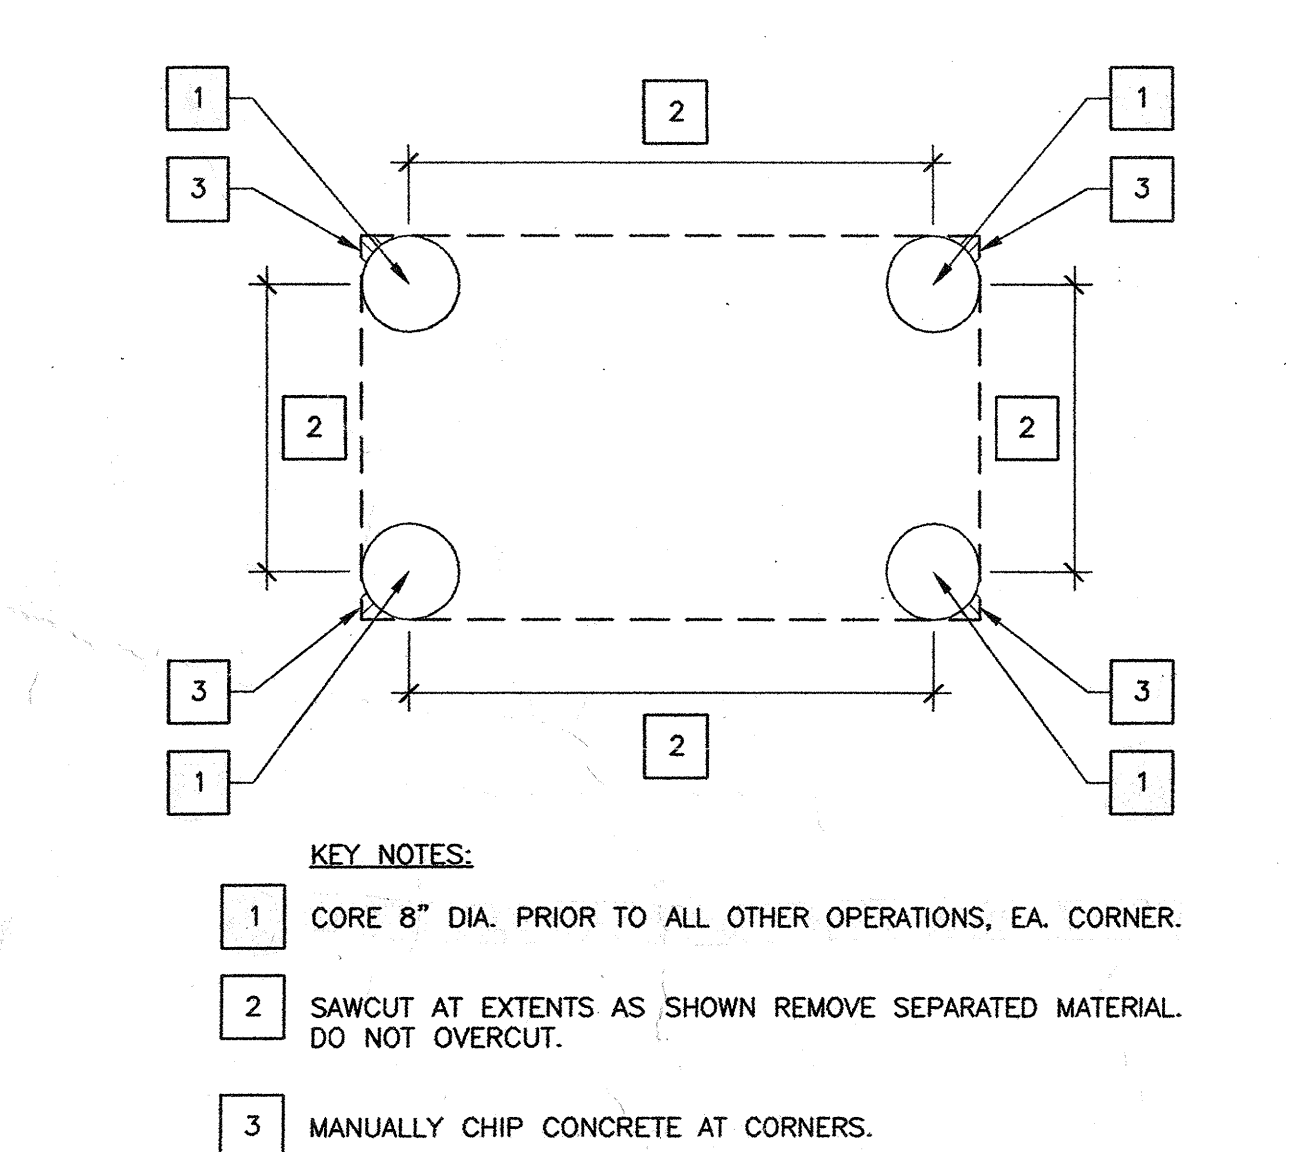 1
2
1
3
3
2
2
3
3
2
1
1
KEY NOTES:
1 CORE 8" DIA. PRIOR TO ALL OTHER OPERATIONS, EA. CORNER.
2 SAWCUT AT EXTENTS AS SHOWN REMOVE SEPARATED MATERIAL.
DO NOT OVERCUT.
3 MANUALLY CHIP CONCRETE AT CORNERS.